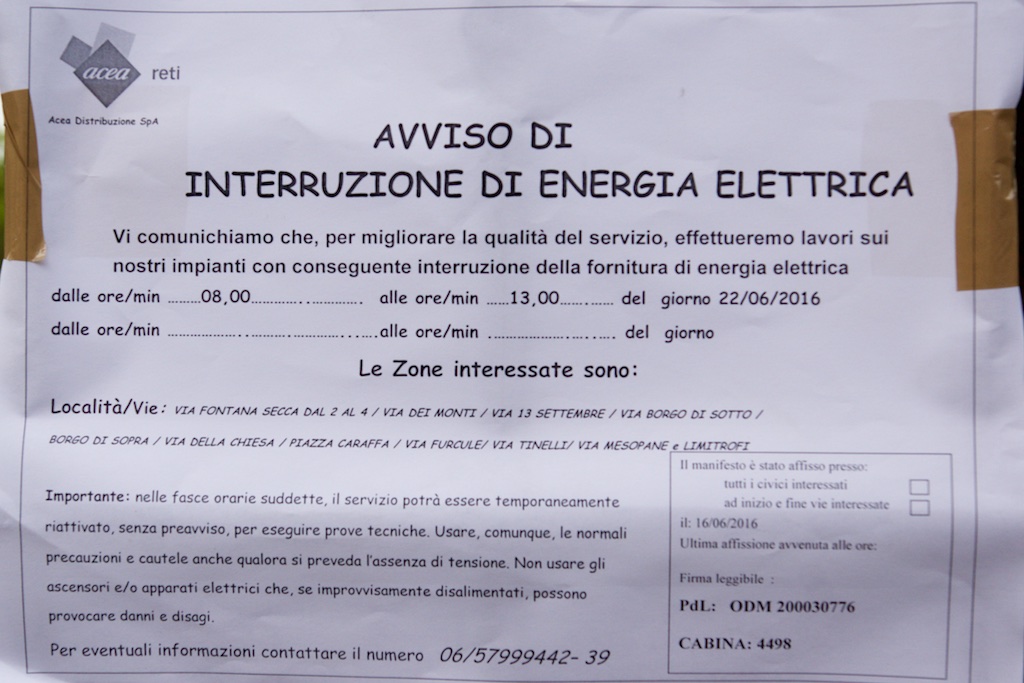 acea reti
Acea Distribuzione SpA
AVVISO DI
INTERRUZIONE DI ENERGIA ELETTRICA
Vi comunichiamo che, per migliorare la qualità del servizio, effettueremo lavori sui
nostri impianti con conseguente interruzione della fornitura di energia elettrica
dalle ore/min .........08,00............................ alle ore/min ......13,00.............. del giorno 22/06/2016
dalle ore/min .........................................................alle ore/min .................................. del giorno
Le Zone interessate sono:
Località/Vie: VIA FONTANA SECCA DAL 2 AL 4 / VIA DEI MONTI / VIA 13 SETTEMBRE / VIA BORGO DI SOTTO /
BORGO DI SOPRA / VIA DELLA CHIESA / PIAZZA CARAFFA / VIA FURCULE/ VIA TINELLI/ VIA MESOPANE e LIMITROFI
Importante: nelle fasce orarie suddette, il servizio potrà essere temporaneamente
riattivato, senza preavviso, per eseguire prove tecniche. Usare, comunque, le normali
precauzioni e cautele anche qualora si preveda l'assenza di tensione. Non usare gli
ascensori e/o apparati elettrici che, se improvvisamente disalimentati, possono
provocare danni e disagi.
Per eventuali informazioni contattare il numero 06/57999442- 39
Il manifesto è stato affisso presso:
tutti i civici interessati
ad inizio e fine vie interessate
il: 16/06/2016
Ultima affissione avvenuta alle ore:
Firma leggibile :
PdL: ODM 200030776
CABINA: 4498